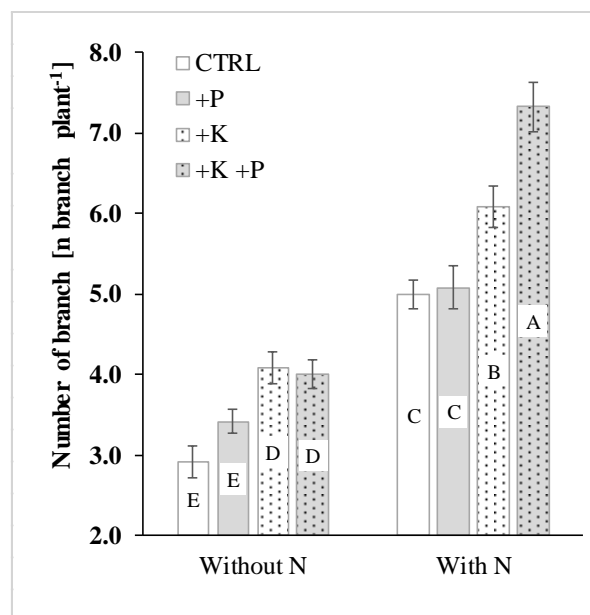 Number of branch [n branch plant-1]
8.0
7.0
6.0
5.0
4.0
3.0
2.0
CTRL
+P
+K
+K +P
E
E
D
D
C
C
B
A
Without N
With N